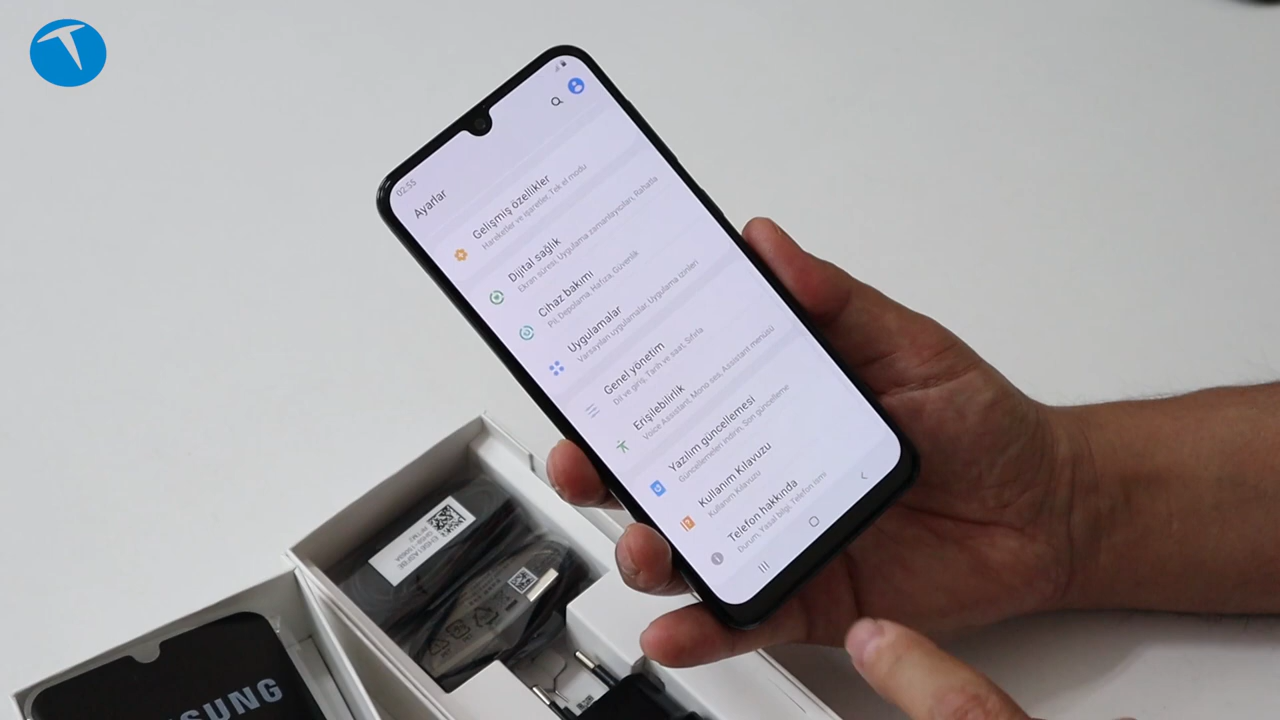 02:55
Ayarlar
Gelişmiş özellikler
Hareketler ve işaretler, Tek el modu
Dijital sağlık
Ekran süresi, Uygulama zamanlayıcıları, Rahatla
Cihaz bakımı
Pil, Depolama, Hafıza, Güvenlik
Uygulamalar
Varsayılan uygulamalar, Uygulama izinleri
Genel yönetim
Dil ve giriş, Tarih ve saat, Sıfırla
Erişilebilirlik
Voice Assistant, Mono ses, Assistant menüsü
Yazılım güncellemesi
Güncellemeleri indirin, Son güncelleme
Kullanım Kılavuzu
Kullanım Kılavuzu
Telefon hakkında
Durum, Yasal bilgi, Telefon ismi
SUNG